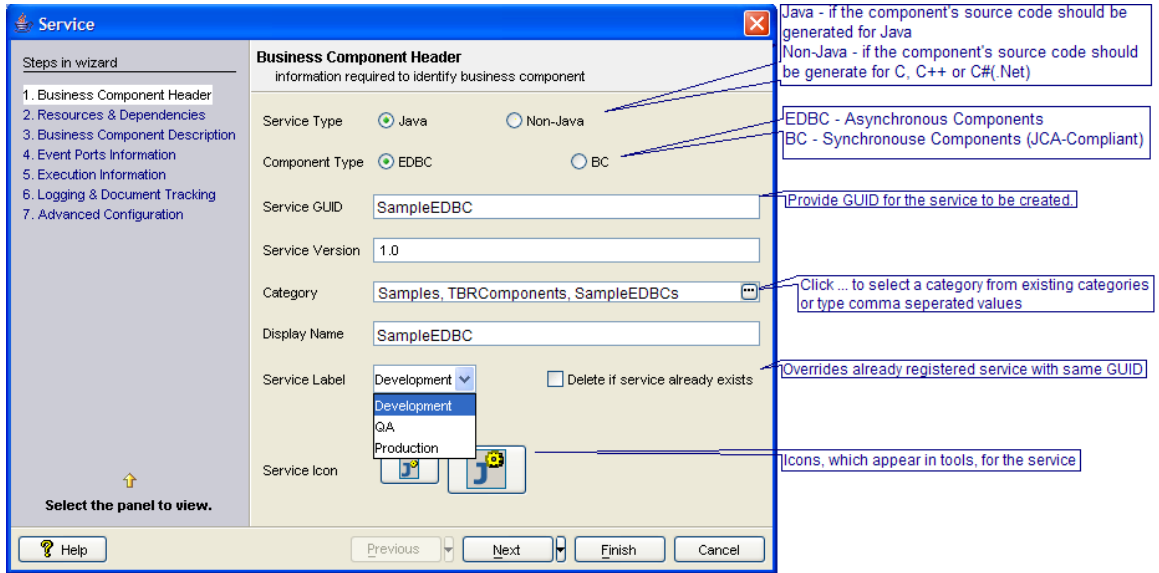 Service
Steps in wizard
1. Business Component Header
2. Resources & Dependencies
3. Business Component Description
4. Event Ports Information
5. Execution Information
6. Logging & Document Tracking
7. Advanced Configuration
Select the panel to view.
Business Component Header
information required to identify business component
Service Type Java Non-Java
Component Type EDBC BC
Service GUID SampleEDBC
Service Version 1.0
Category Samples, TBRComponents, SampleEDBCs ...
Display Name SampleEDBC
Service Label Development Delete if service already exists
Development
QA
Production
Service Icon J J
? Help Previous Next Finish Cancel
Java - if the component's source code should be
generated for Java
Non-Java - if the component's source code should
be generate for C, C++ or C#(.Net)
EDBC - Asynchronous Components
BC - Synchronouse Components (JCA-Compliant)
Provide GUID for the service to be created.
Click ... to select a category from existing categories
or type comma seperated values
Overrides already registered service with same GUID
Icons, which appear in tools, for the service